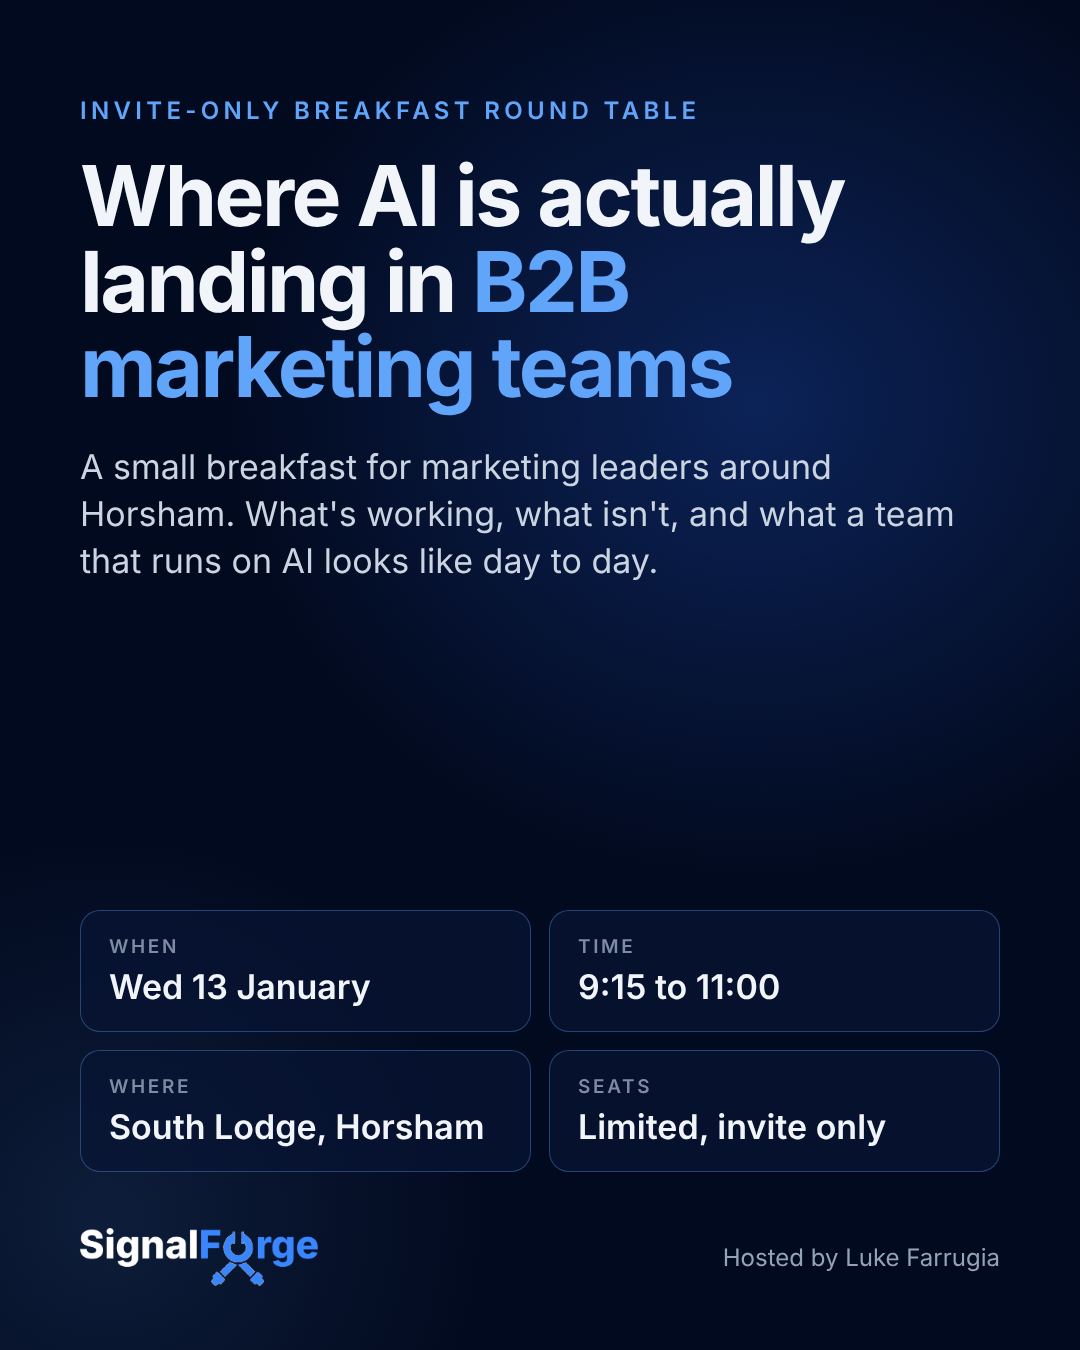 INVITE-ONLY BREAKFAST ROUND TABLE
Where AI is actually
landing in B2B
marketing teams
A small breakfast for marketing leaders around
Horsham. What's working, what isn't, and what a team
that runs on AI looks like day to day.
WHEN
Wed 13 January
TIME
9:15 to 11:00
WHERE
South Lodge, Horsham
SEATS
Limited, invite only
SignalForge
Hosted by Luke Farrugia